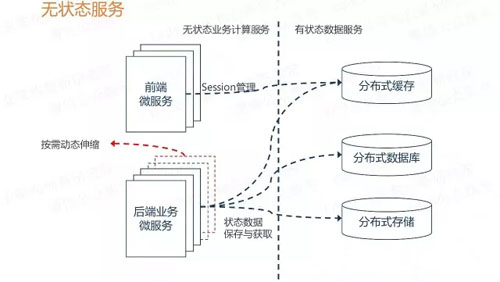 无状态服务
无状态业务计算服务
有状态数据服务
前端
微服务
Session管理
分布式缓存
按需动态伸缩
分布式数据库
后端业务
微服务
状态数据
保存与获取
分布式存储